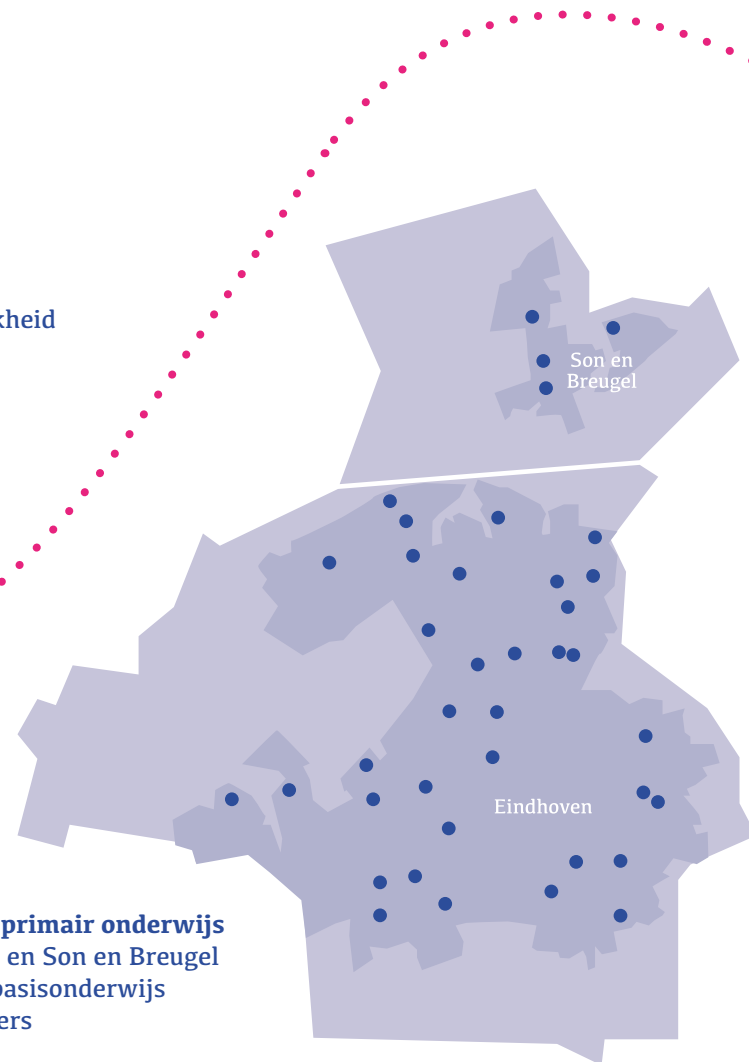 kheid
Son en
Breugel
Eindhoven
primair onderwijs
en Son en Breugel
basisonderwijs
ers